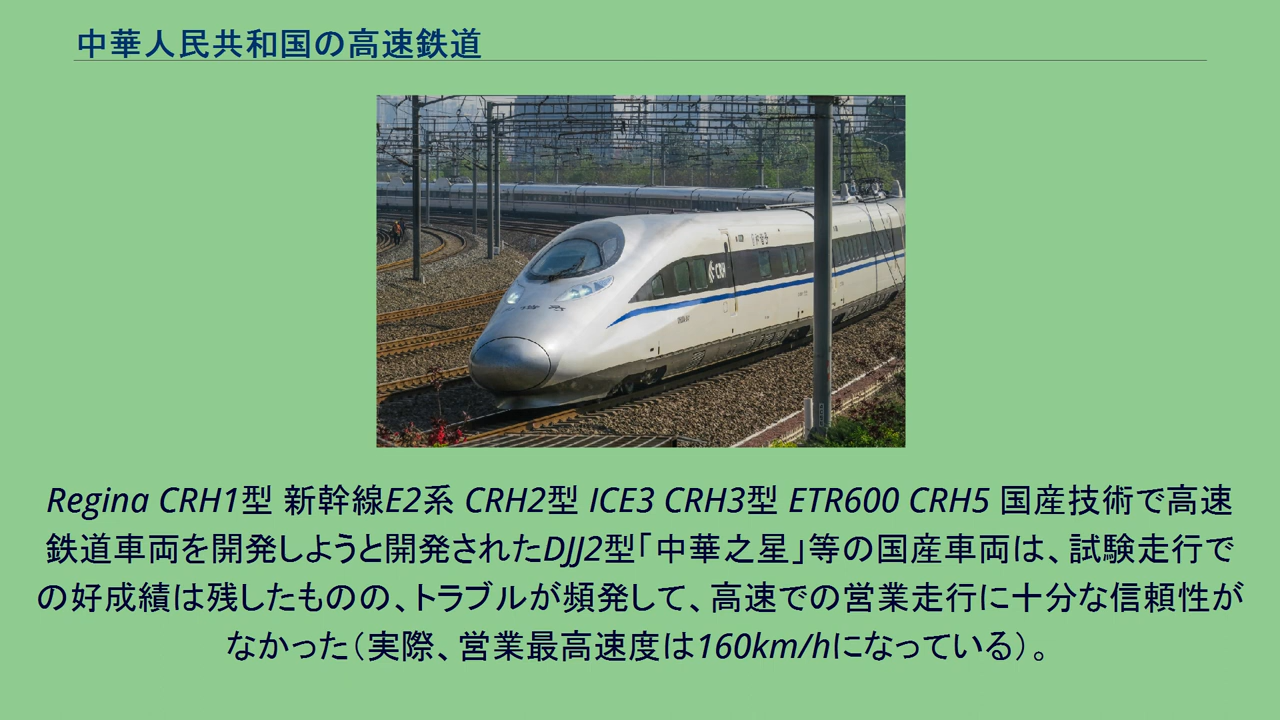 中華人民共和国の高速鉄道
CRH
Regina CRH1型 新幹線E2系 CRH2型 ICE3 CRH3型 ETR600 CRH5 国産技術で高速
鉄道車両を開発しようと開発されたDJJ2型「中華之星」等の国産車両は、試験走行で
の好成績は残したものの、トラブルが頻発して、高速での営業走行に十分な信頼性が
なかった（実際、営業最高速度は160km/hになっている）。